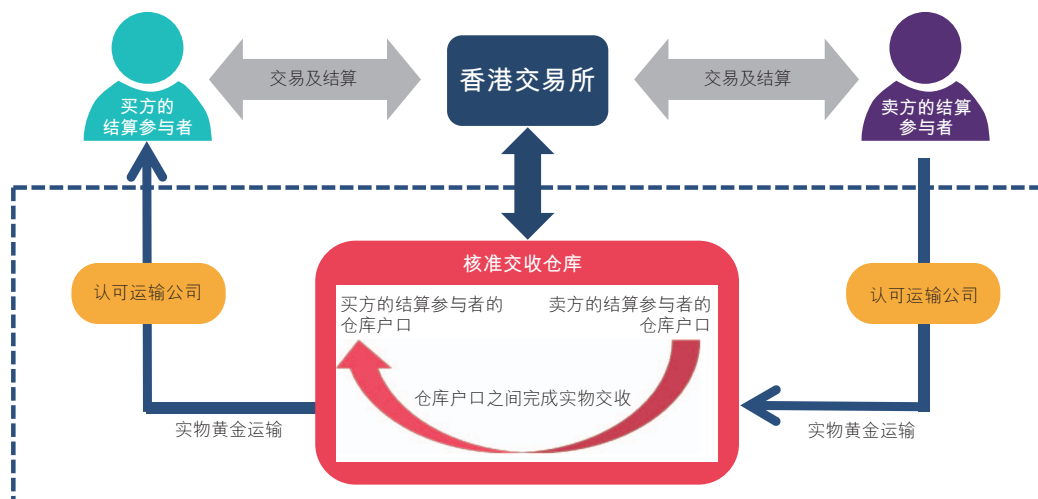 交易及结算
香港交易所
交易及结算
买方的
结算参与者
卖方的结算
参与者
核准交收仓库
认可运输公司
认可运输公司
买方的结算参与者的
仓库户口
卖方的结算参与者的
仓库户口
仓库户口之间完成实物交收
实物黄金运输
实物黄金运输